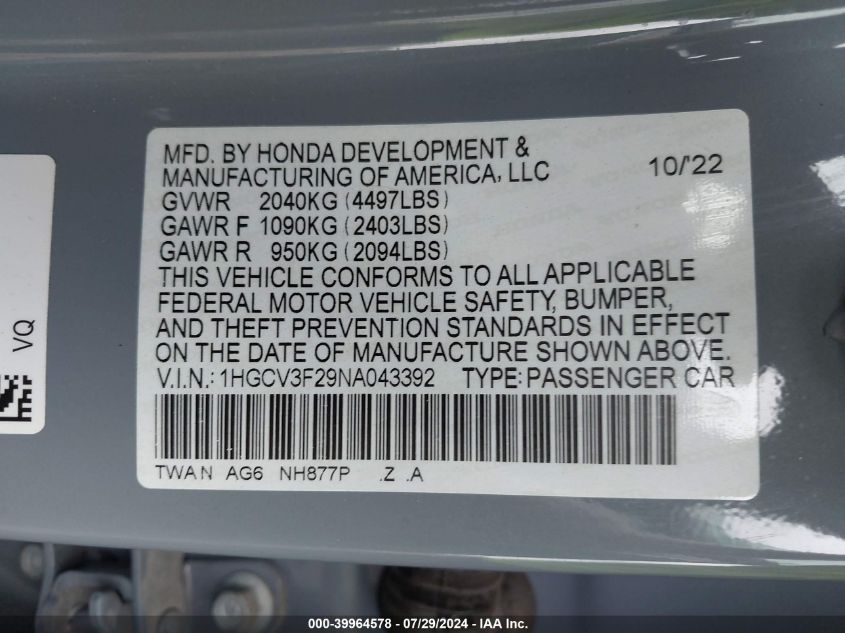 MFD. BY HONDA DEVELOPMENT &
MANUFACTURING OF AMERICA, LLC 10/'22
GVWR 2040KG (4497LBS)
GAWR F 1090KG (2403LBS)
GAWR R 950KG (2094LBS)
THIS VEHICLE CONFORMS TO ALL APPLICABLE
FEDERAL MOTOR VEHICLE SAFETY, BUMPER,
AND THEFT PREVENTION STANDARDS IN EFFECT
ON THE DATE OF MANUFACTURE SHOWN ABOVE.
V.I.N.: 1HGCV3F29NA043392 TYPE: PASSENGER CAR
TWAN AG6 NH877P .Z .A
VQ
000-39964578 - 07/29/2024 - IAA Inc.